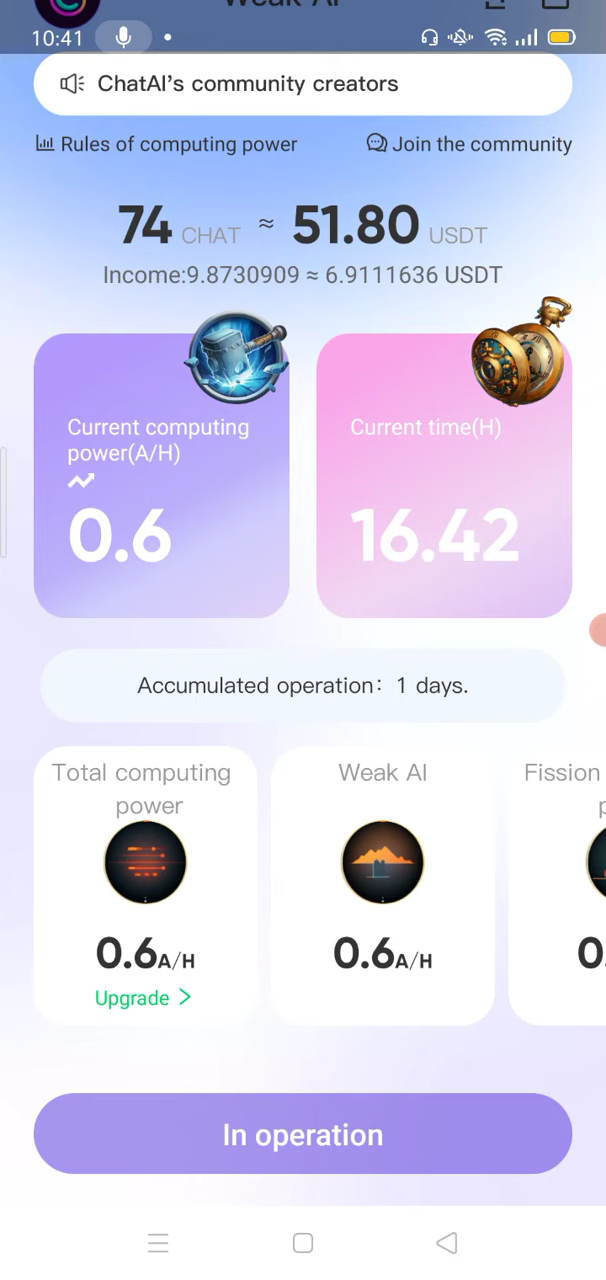 Weak AI
10:41
ChatAI's community creators
Rules of computing power
Join the community
74 CHAT ≈ 51.80 USDT
Income:9.8730909 ≈ 6.9111636 USDT
Current computing
power(A/H)
0.6
Current time(H)
16.42
Accumulated operation：1 days.
Total computing
power
0.6A/H
Upgrade >
Weak AI
0.6A/H
Fission
In operation